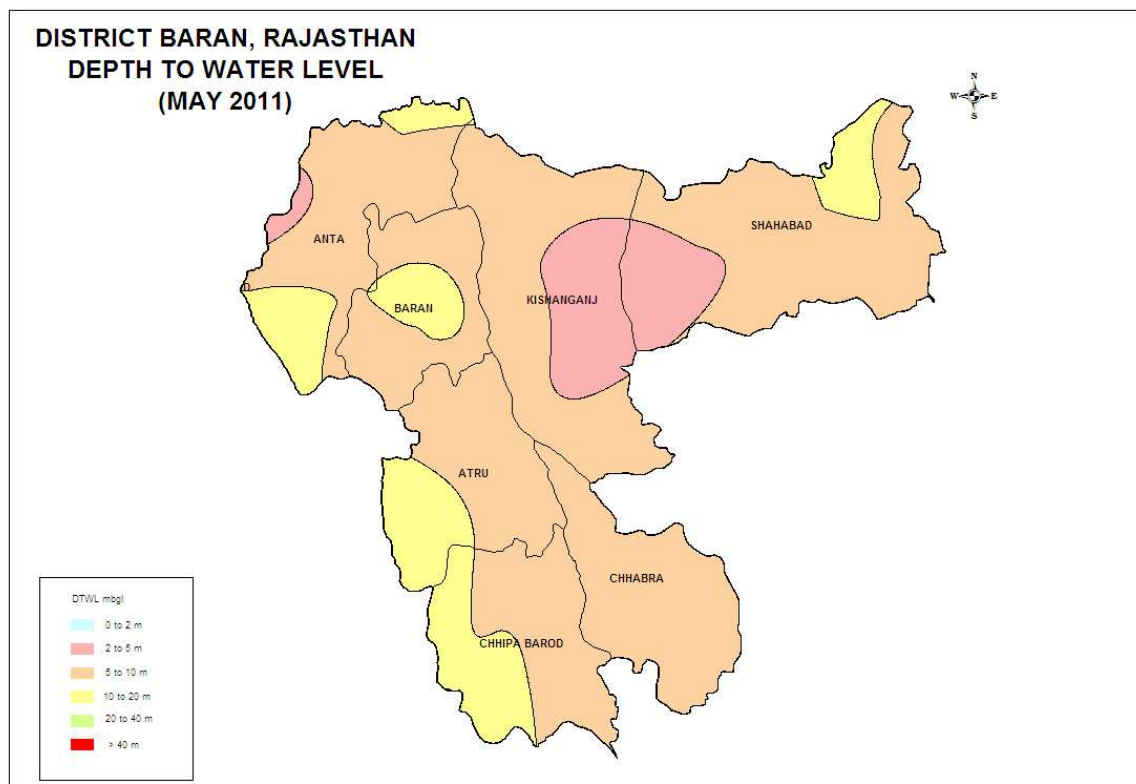 DISTRICT BARAN, RAJASTHAN
DEPTH TO WATER LEVEL
(MAY 2011)
N
W E
S
SHAHABAD
ANTA
KISHANGANJ
BARAN
ATRU
CHHABRA
CHHIPA BAROD
DTWL mbgl
0 to 2 m
2 to 5 m
5 to 10 m
10 to 20 m
20 to 40 m
> 40 m